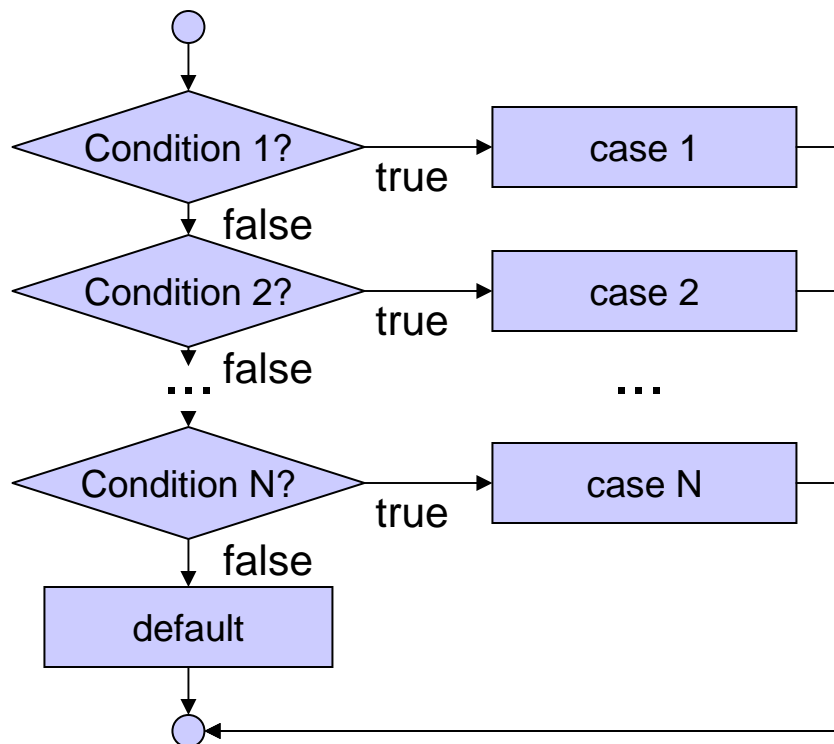 Condition 1?
true
case 1
false
Condition 2?
true
case 2
false
...
...
Condition N?
true
case N
false
default